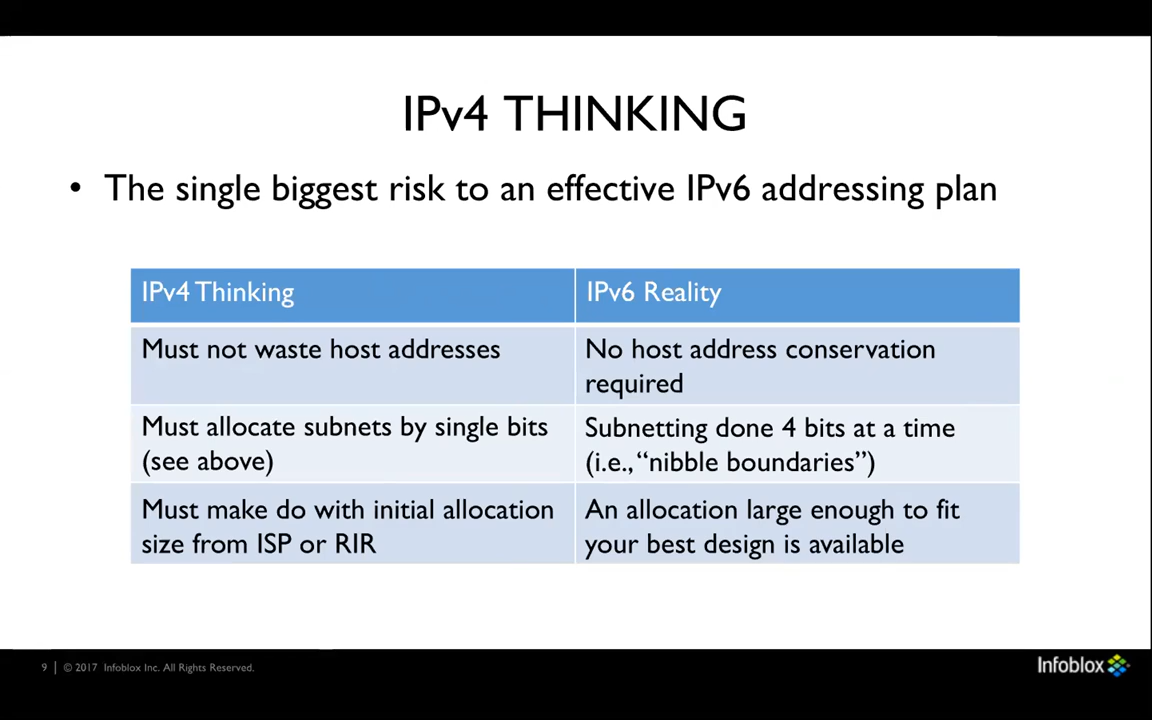 IPv4 THINKING
• The single biggest risk to an effective IPv6 addressing plan
IPv4 Thinking
IPv6 Reality
Must not waste host addresses
No host address conservation
required
Must allocate subnets by single bits
(see above)
Subnetting done 4 bits at a time
(i.e., “nibble boundaries”)
Must make do with initial allocation
size from ISP or RIR
An allocation large enough to fit
your best design is available
9 | © 2017 Infoblox Inc. All Rights Reserved.
Infoblox